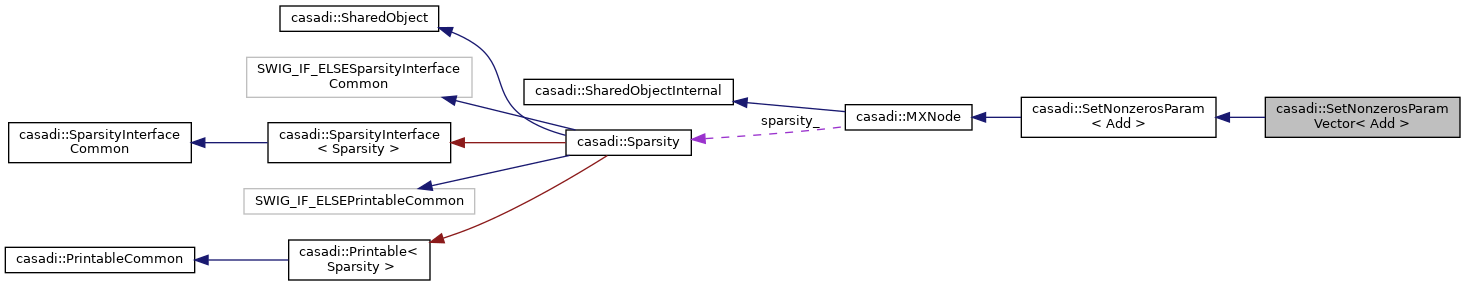 casadi::SharedObject
SWIG_IF_ELSESparsityInterface
Common
casadi::SharedObjectInternal
casadi::SetNonzerosParam
< Add >
casadi::SetNonzerosParam
Vector< Add >
casadi::MXNode
sparsity_
casadi::SparsityInterface
Common
casadi::SparsityInterface
< Sparsity >
casadi::Sparsity
SWIG_IF_ELSEPrintableCommon
casadi::PrintableCommon
casadi::Printable<
Sparsity >